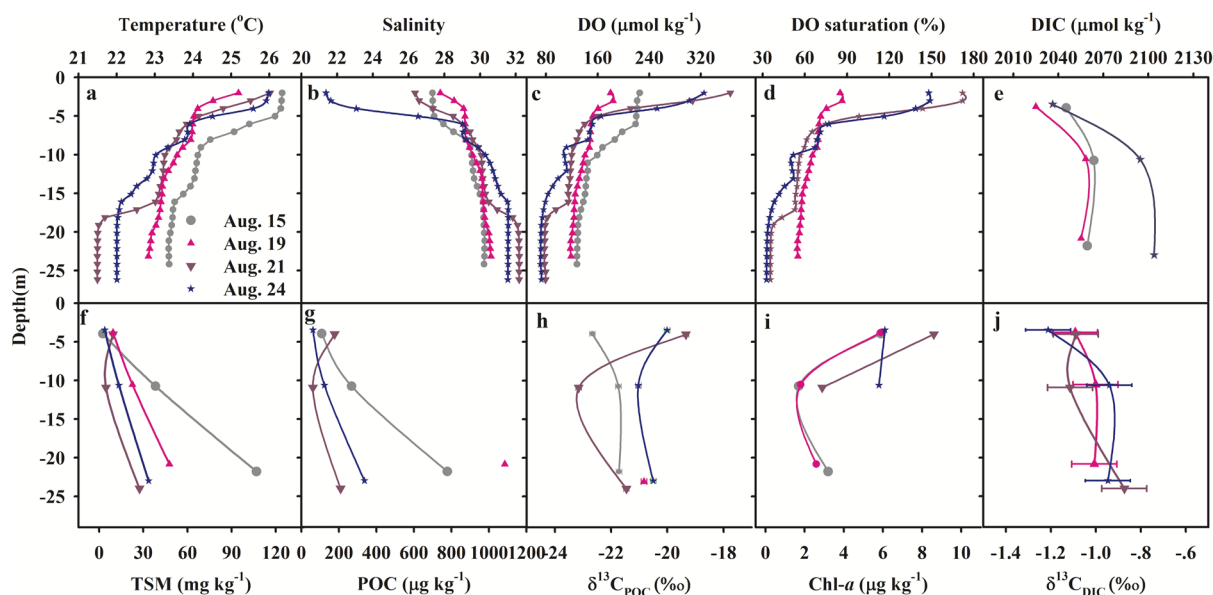 Temperature (°C) Salinity DO (μmol kg⁻¹) DO saturation (%) DIC (μmol kg⁻¹)
21 22 23 24 25 26 20 22 24 26 28 30 32 80 160 240 320 30 60 90 120 150 180 2010 2040 2070 2100 2130
0 a b c d e
-5
-10
-15
-20
-25
Aug. 15
Aug. 19
Aug. 21
Aug. 24
Depth(m)
0 f g h i j
-5
-10
-15
-20
-25
0 30 60 90 120 0 200 400 600 800 1000 1200 -24 -22 -20 -18 0 2 4 6 8 10 -1.4 -1.2 -1.0 -0.8 -.6
TSM (mg kg⁻¹) POC (μg kg⁻¹) δ¹³C_POC (‰) Chl-a (μg kg⁻¹) δ¹³C_DIC (‰)